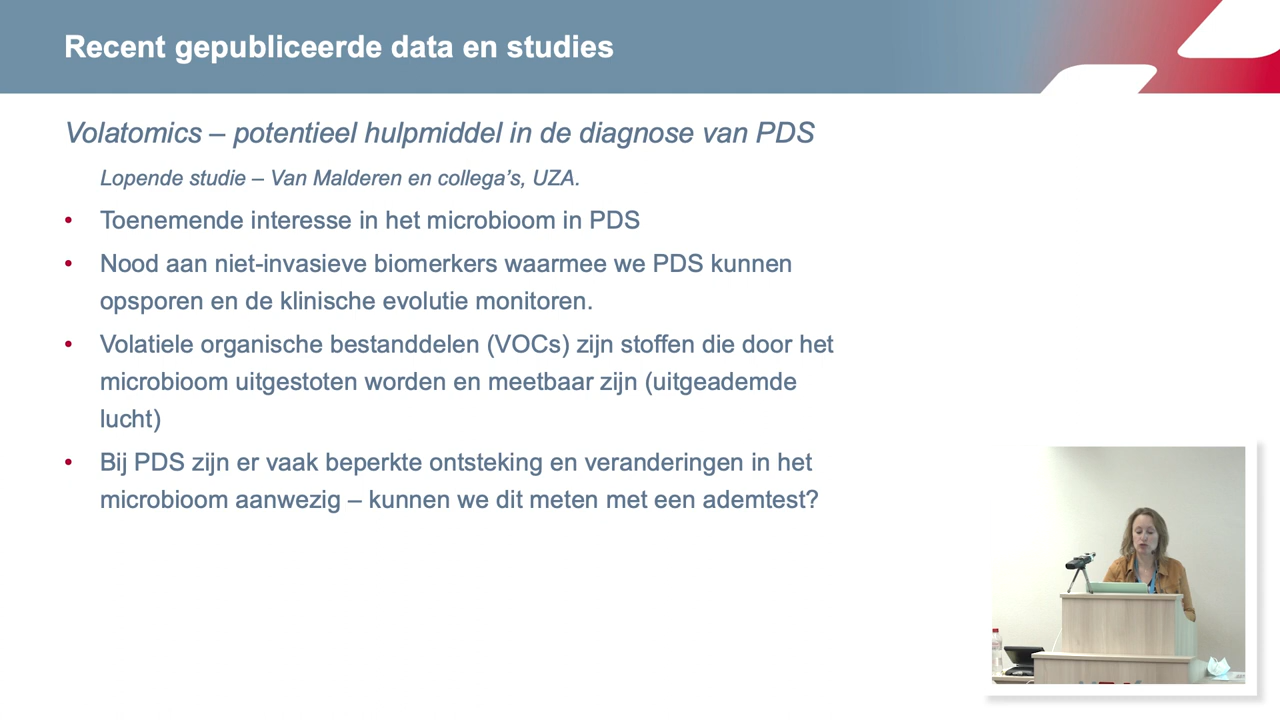 Recent gepubliceerde data en studies
Volatomics – potentieel hulpmiddel in de diagnose van PDS
Lopende studie – Van Malderen en collega's, UZA.
• Toenemende interesse in het microbioom in PDS
• Nood aan niet-invasieve biomerkers waarmee we PDS kunnen
opsporen en de klinische evolutie monitoren.
• Volatiele organische bestanddelen (VOCs) zijn stoffen die door het
microbioom uitgestoten worden en meetbaar zijn (uitgeademde
lucht)
• Bij PDS zijn er vaak beperkte ontsteking en veranderingen in het
microbioom aanwezig – kunnen we dit meten met een ademtest?